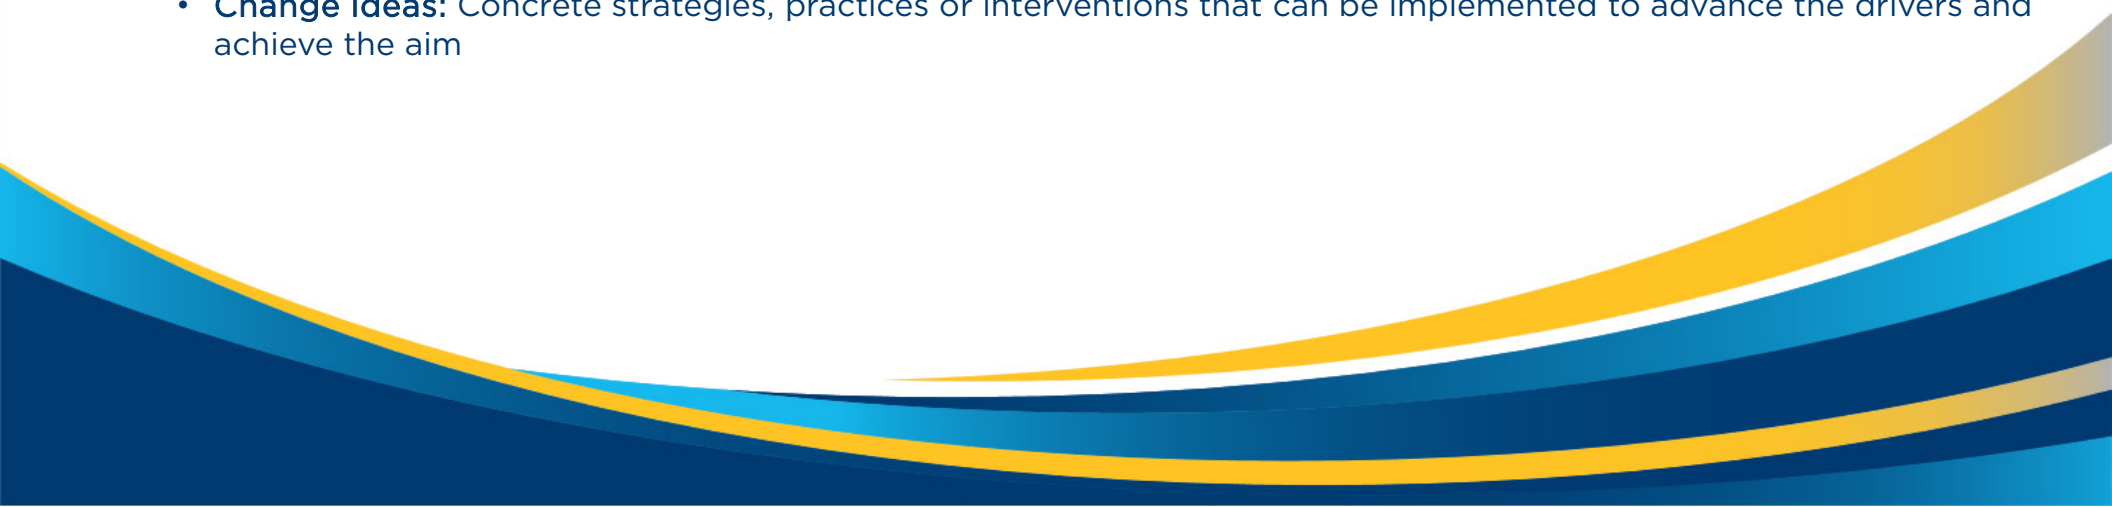 • Change Ideas: Concrete strategies, practices or interventions that can be implemented to advance the drivers and
achieve the aim